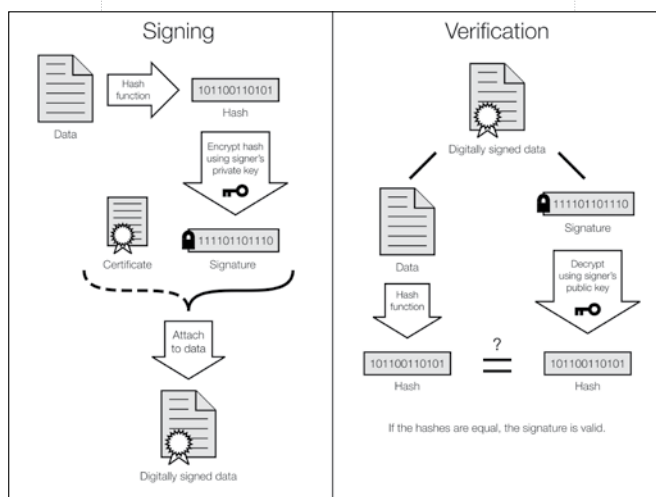 Signing
Hash
function
101100110101
Hash
Data
Encrypt hash
using signer's
private key
111101101110
Certificate
Signature
Attach
to data
Digitally signed data
Verification
Digitally signed data
111101101110
Signature
Data
Decrypt
using signer's
public key
Hash
function
?
101100110101
101100110101
Hash
Hash
If the hashes are equal, the signature is valid.